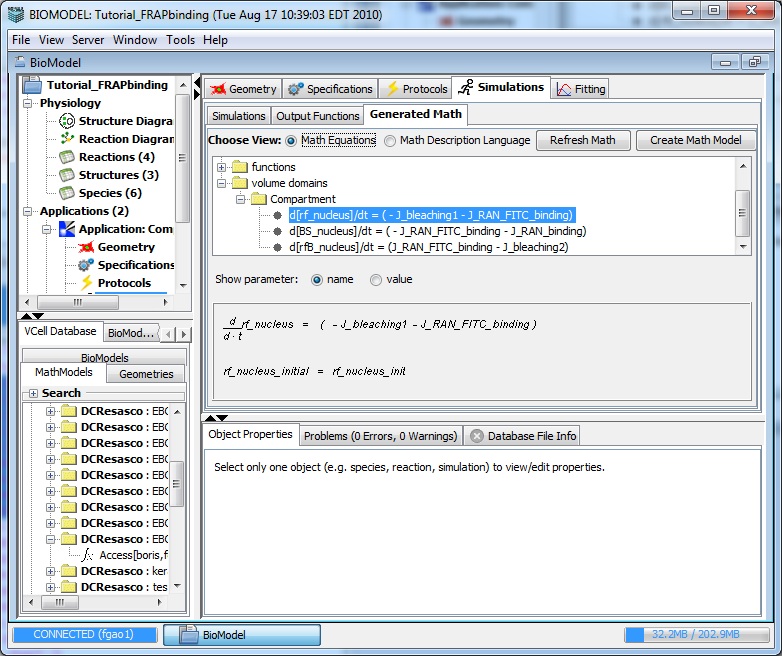 BIOMODEL: Tutorial_FRAPbinding (Tue Aug 17 10:39:03 EDT 2010)
File View Server Window Tools Help
BioModel
Tutorial_FRAPbinding
Physiology
Structure Diagra
Reaction Diagran
Reactions (4)
Structures (3)
Species (6)
Applications (2)
Application: Com
Geometry
Specifications
Protocols
VCell Database
BioMod...
BioModels
MathModels
Geometries
Search
DCResasco : EBC
DCResasco : EBC
DCResasco : EBC
DCResasco : EBC
DCResasco : EBC
DCResasco : EBC
DCResasco : EBC
DCResasco : EBC
DCResasco : EBC
Access[boris,f
DCResasco : ker
DCResasco : tes
Geometry
Specifications
Protocols
Simulations
Fitting
Simulations
Output Functions
Generated Math
Choose View: Math Equations Math Description Language Refresh Math Create Math Model
functions
volume domains
Compartment
d[rf_nucleus]/dt = ( - J_bleaching1 - J_RAN_FITC_binding)
d[BS_nucleus]/dt = ( - J_RAN_FITC_binding - J_RAN_binding)
d[rfB_nucleus]/dt = (J_RAN_FITC_binding - J_bleaching2)
Show parameter: name value
d/d·t rf_nucleus = ( - J_bleaching1 - J_RAN_FITC_binding )
rf_nucleus_initial = rf_nucleus_init
Object Properties
Problems (0 Errors, 0 Warnings)
Database File Info
Select only one object (e.g. species, reaction, simulation) to view/edit properties.
CONNECTED (fgao1)
BioModel
32.2MB / 202.9MB